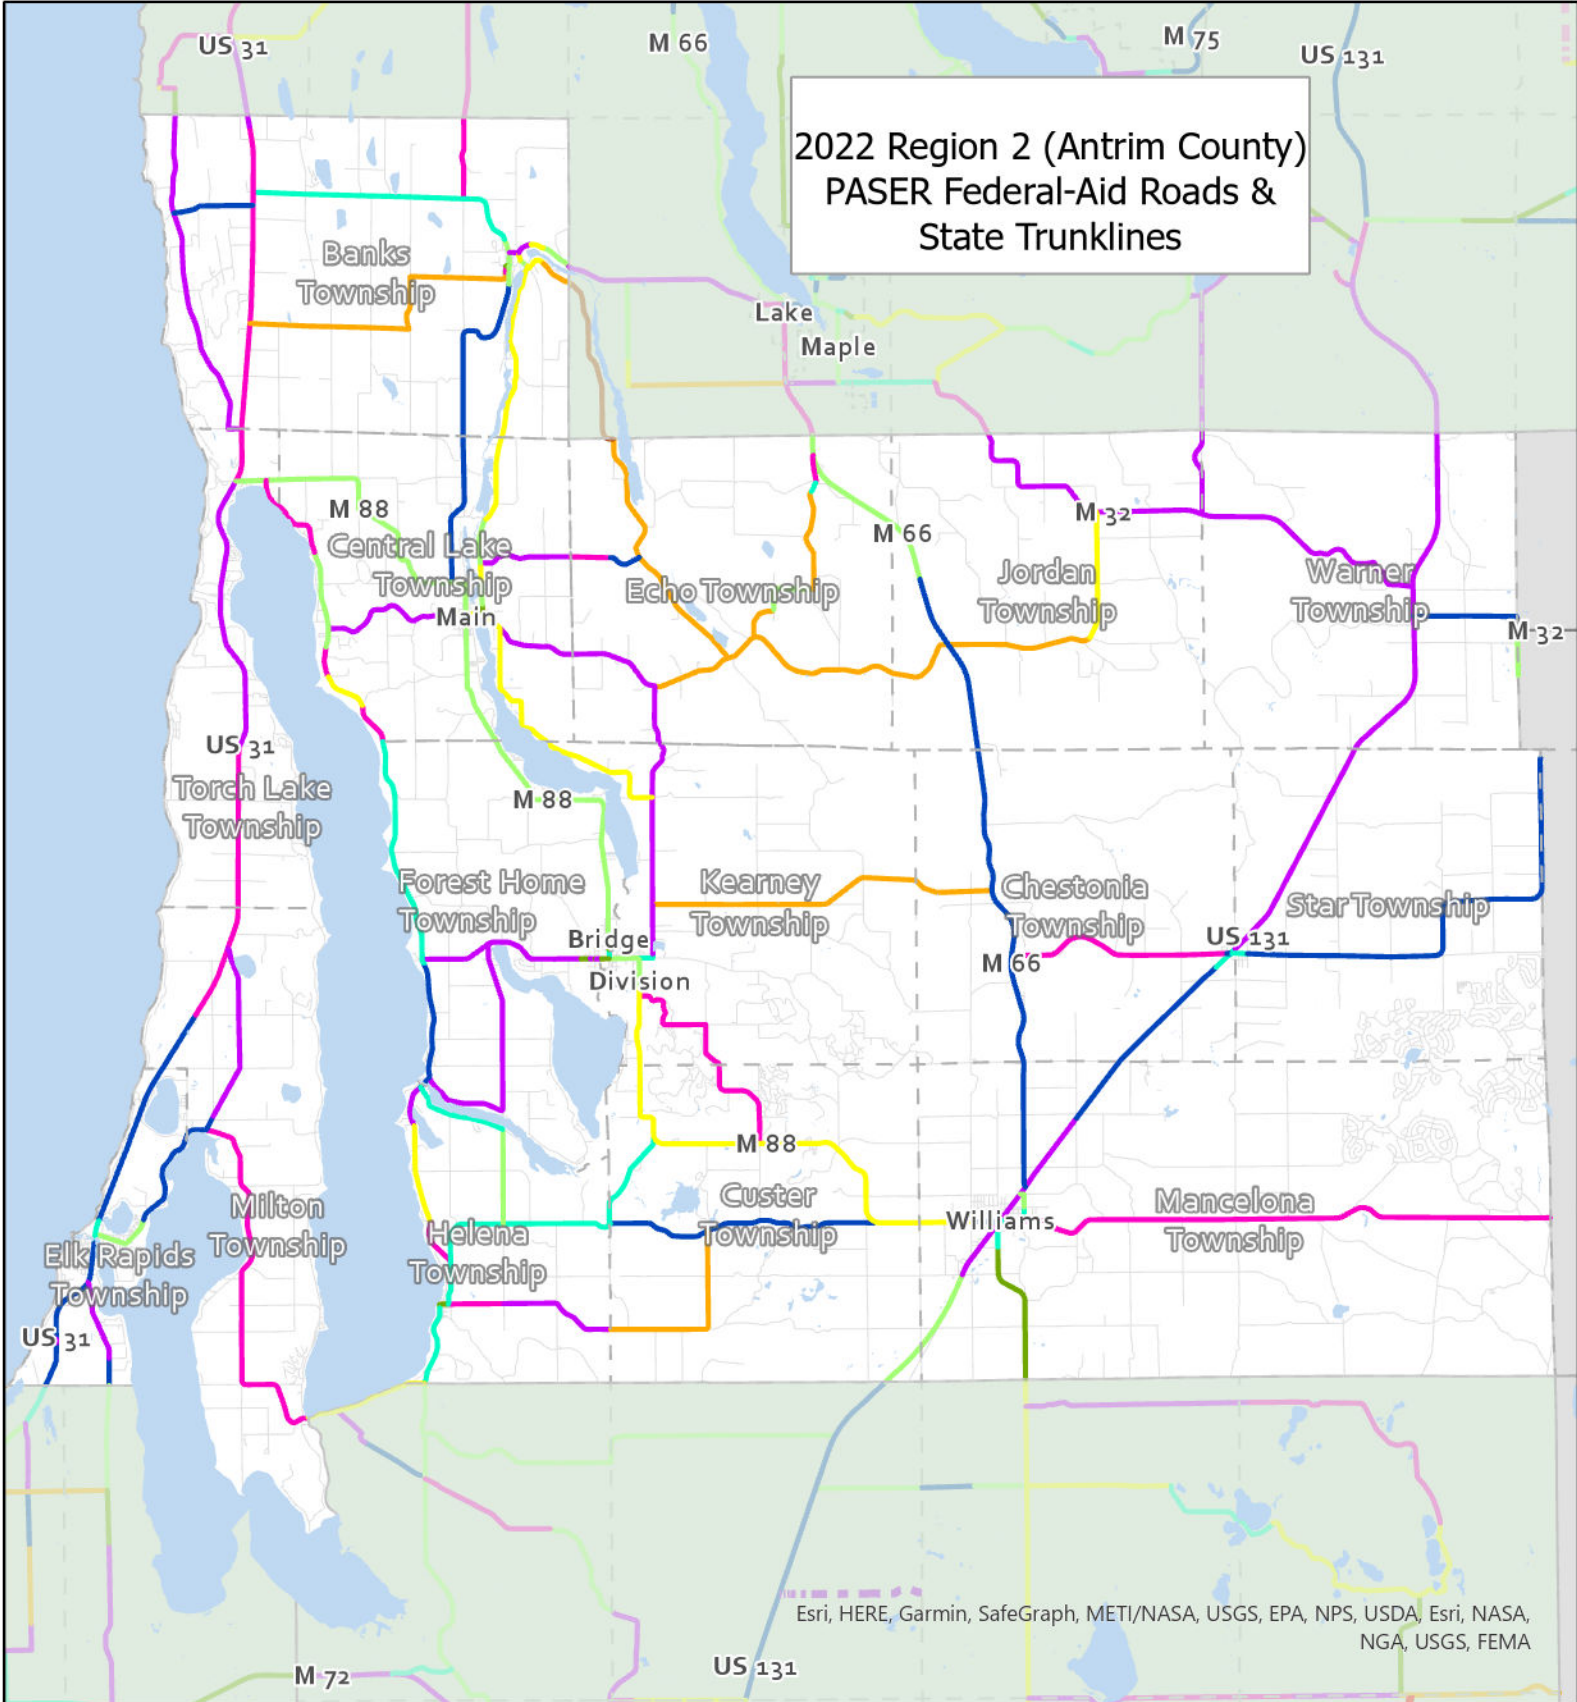 US 31
M 66
M 75
US 131
2022 Region 2 (Antrim County)
PASER Federal-Aid Roads &
State Trunklines
Banks
Township
Lake
Maple
M 88
M 32
M 66
Central Lake
Township
Echo Township
Jordan
Township
Warner
Township
Main
M 32
US 31
Torch Lake
Township
M 88
Forest Home
Township
Kearney
Township
Chestonia
Township
Star Township
Bridge
US 131
M 66
Division
M 88
Milton
Township
Custer
Township
Mancelona
Township
Williams
Helena
Township
Elk Rapids
Township
US 31
Esri, HERE, Garmin, SafeGraph, METI/NASA, USGS, EPA, NPS, USDA, Esri, NASA,
NGA, USGS, FEMA
M 72
US 131